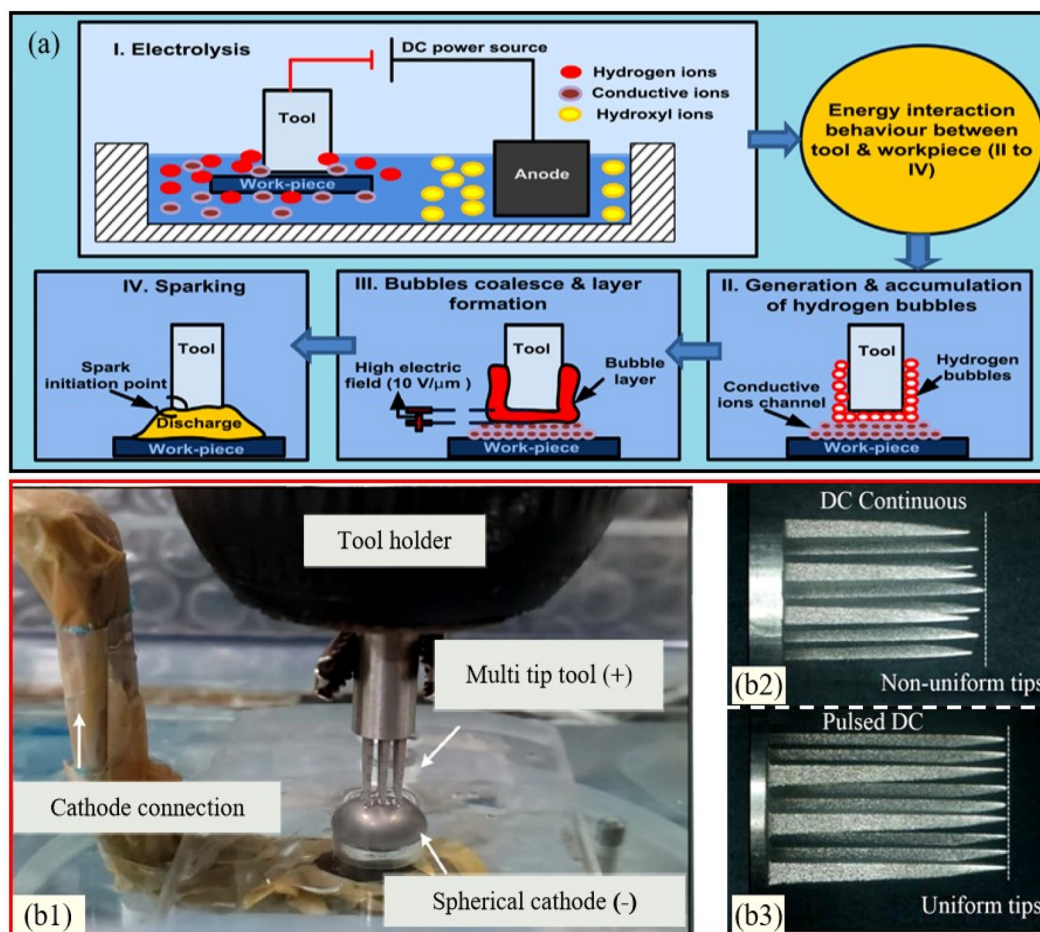 (a)
I. Electrolysis
DC power source
Hydrogen ions
Conductive ions
Hydroxyl ions
Tool
Work-piece
Anode
Energy interaction
behaviour between
tool & workpiece (II to
IV)
II. Generation & accumulation
of hydrogen bubbles
Tool
Hydrogen
bubbles
Conductive
ions channel
Work-piece
III. Bubbles coalesce & layer
formation
Tool
High electric
field (10 V/μm )
Bubble
layer
Work-piece
IV. Sparking
Tool
Spark
initiation point
Discharge
Work-piece
Tool holder
Multi tip tool (+)
Cathode connection
Spherical cathode (-)
(b1)
DC Continuous
(b2)
Non-uniform tips
Pulsed DC
(b3)
Uniform tips